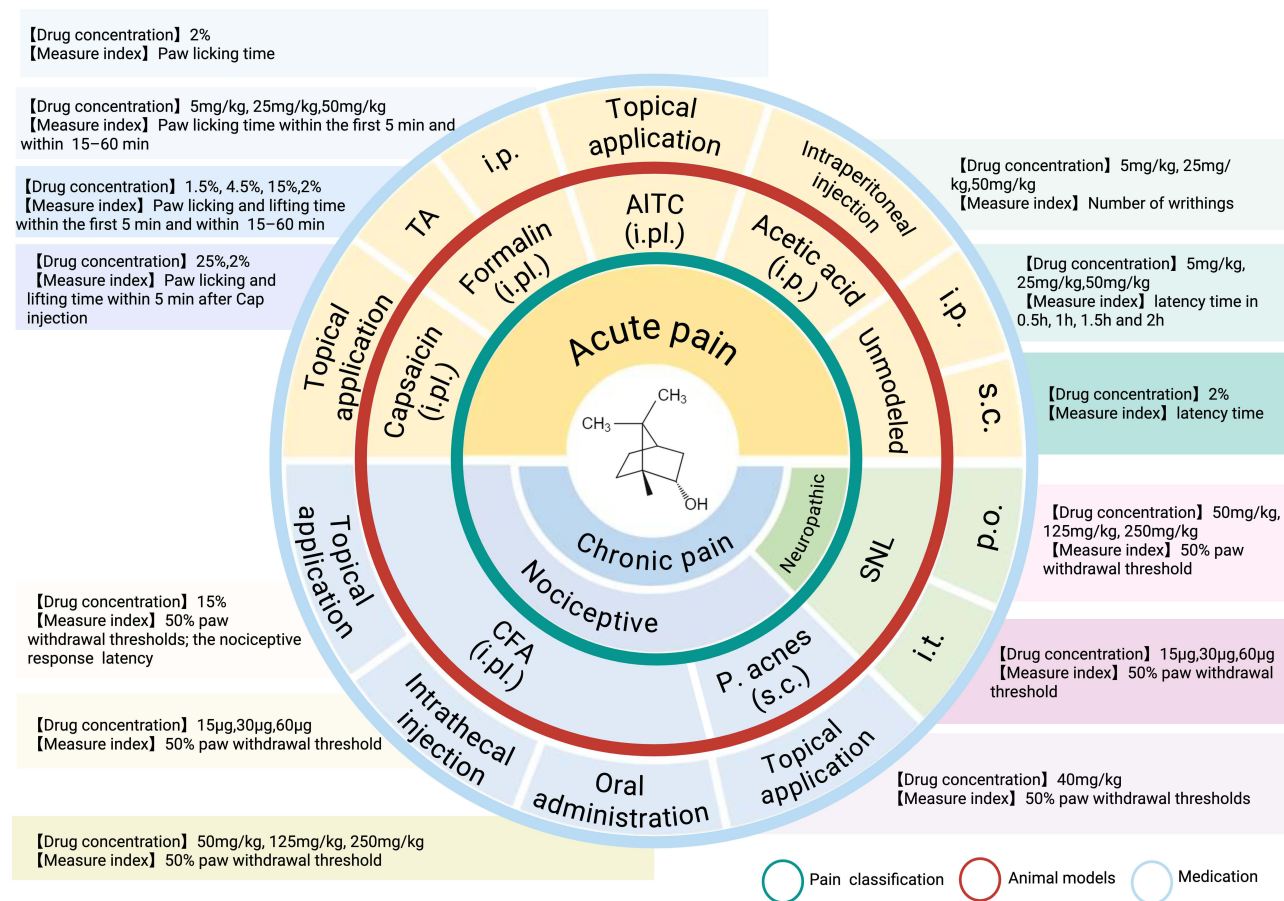 【Drug concentration】2%
【Measure index】Paw licking time
【Drug concentration】5mg/kg, 25mg/kg,50mg/kg
【Measure index】Paw licking time within the first 5 min and
within 15–60 min
【Drug concentration】1.5%, 4.5%, 15%,2%
【Measure index】Paw licking and lifting time
within the first 5 min and within 15–60 min
【Drug concentration】25%,2%
【Measure index】Paw licking and
lifting time within 5 min after Cap
injection
【Drug concentration】15%
【Measure index】50% paw
withdrawal thresholds; the nociceptive
response latency
【Drug concentration】15μg,30μg,60μg
【Measure index】50% paw withdrawal threshold
【Drug concentration】50mg/kg, 125mg/kg, 250mg/kg
【Measure index】50% paw withdrawal threshold
Topical
application
TA
i.p.
Topical
application
Intraperitoneal
injection
i.p.
s.c.
p.o.
i.t.
Topical
application
Oral
administration
Intrathecal
injection
Topical
application
Capsaicin
(i.pl.)
Formalin
(i.pl.)
AITC
(i.pl.)
Acetic acid
(i.p.)
Unmodeled
SNL
P. acnes
(s.c.)
CFA
(i.pl.)
Acute pain
CH3
CH3
OH
Chronic pain
Neuropathic
Nociceptive
【Drug concentration】5mg/kg, 25mg/
kg,50mg/kg
【Measure index】Number of writhings
【Drug concentration】5mg/kg,
25mg/kg,50mg/kg
【Measure index】latency time in
0.5h, 1h, 1.5h and 2h
【Drug concentration】2%
【Measure index】latency time
【Drug concentration】50mg/kg,
125mg/kg, 250mg/kg
【Measure index】50% paw
withdrawal threshold
【Drug concentration】15μg,30μg,60μg
【Measure index】50% paw withdrawal
threshold
【Drug concentration】40mg/kg
【Measure index】50% paw withdrawal thresholds
Pain classification
Animal models
Medication